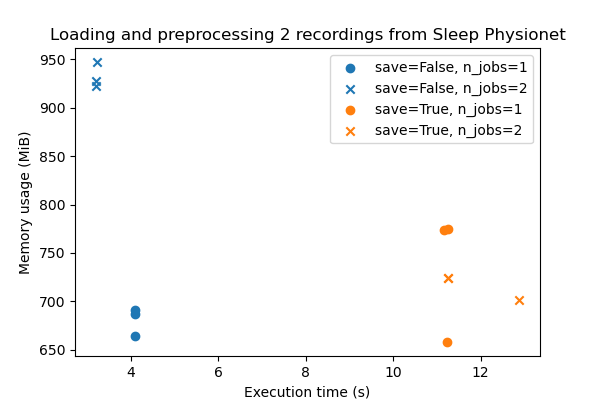 Loading and preprocessing 2 recordings from Sleep Physionet
save=False, n_jobs=1
save=False, n_jobs=2
save=True, n_jobs=1
save=True, n_jobs=2
Memory usage (MiB)
950
900
850
800
750
700
650
4 6 8 10 12
Execution time (s)